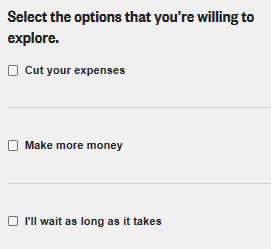 Select the options that you're willing to
explore.
Cut your expenses
Make more money
I'll wait as long as it takes